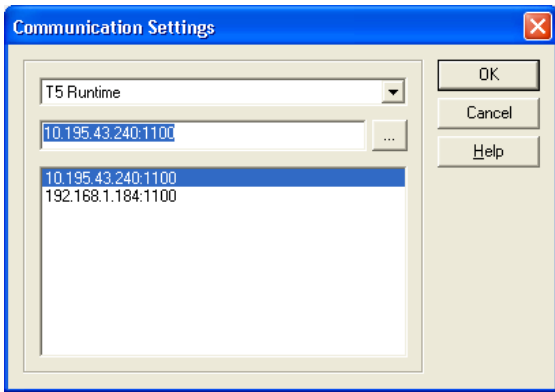 Communication Settings
T5 Runtime
10.195.43.240:1100
...
10.195.43.240:1100
192.168.1.184:1100
OK
Cancel
Help